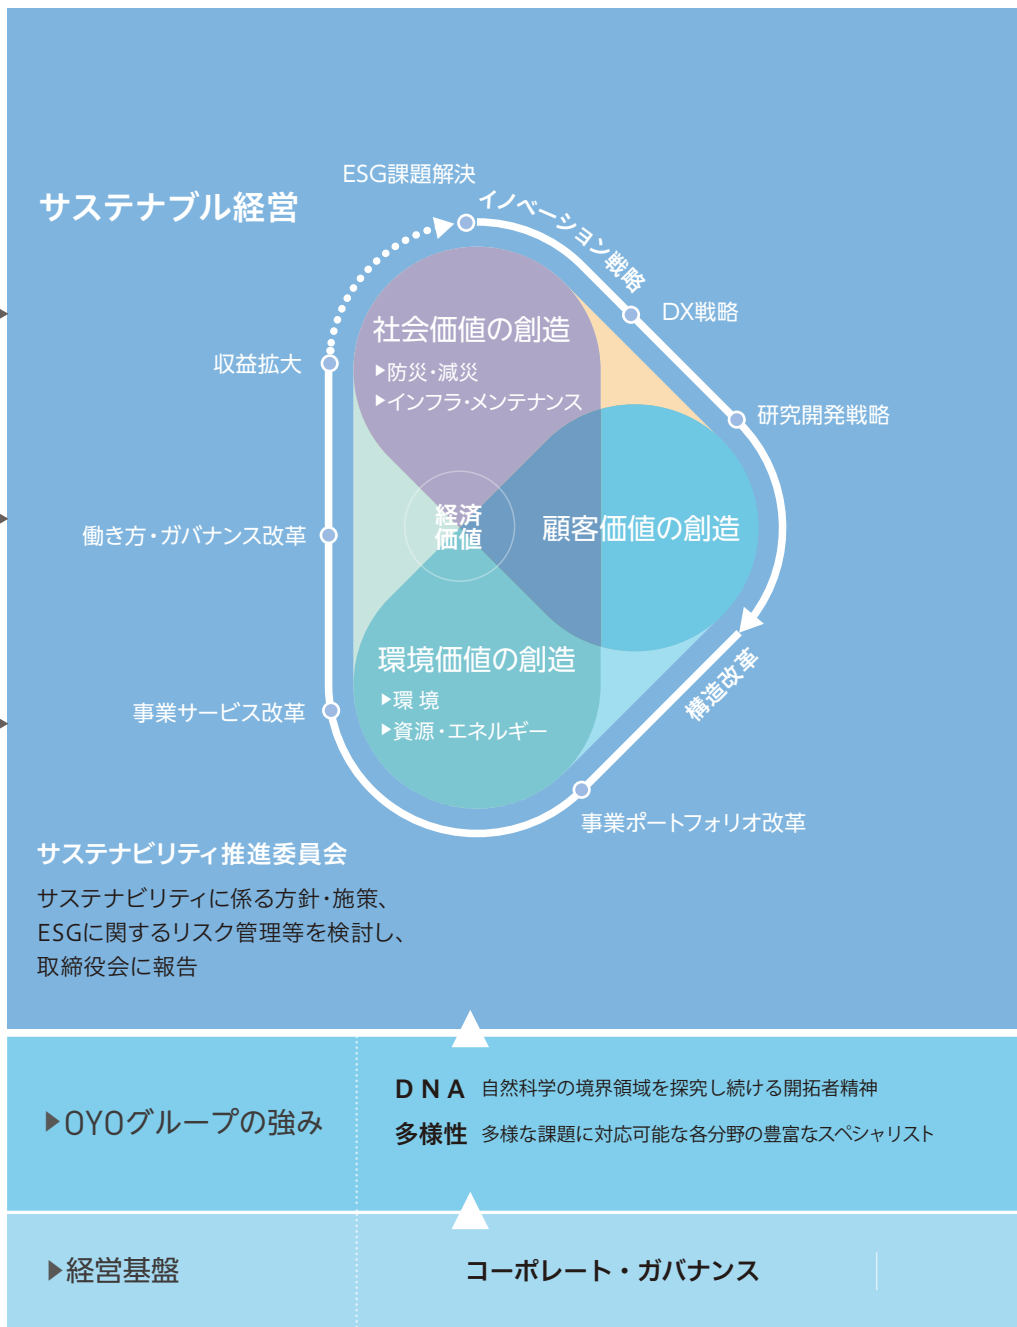 サステナブル経営
ESG課題解決
イノベーション戦略
DX戦略
研究開発戦略
構造改革
事業ポートフォリオ改革
事業サービス改革
働き方・ガバナンス改革
収益拡大
社会価値の創造
▶防災・減災
▶インフラ・メンテナンス
経済
価値
顧客価値の創造
環境価値の創造
▶環 境
▶資源・エネルギー
サステナビリティ推進委員会
サステナビリティに係る方針・施策、
ESGに関するリスク管理等を検討し、
取締役会に報告
▶OYOグループの強み
DNA 自然科学の境界領域を探究し続ける開拓者精神
多様性 多様な課題に対応可能な各分野の豊富なスペシャリスト
▶経営基盤
コーポレート・ガバナンス